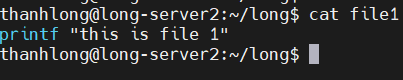 thanhlong@long-server2:~/long$ cat file1
printf "this is file 1"
thanhlong@long-server2:~/long$